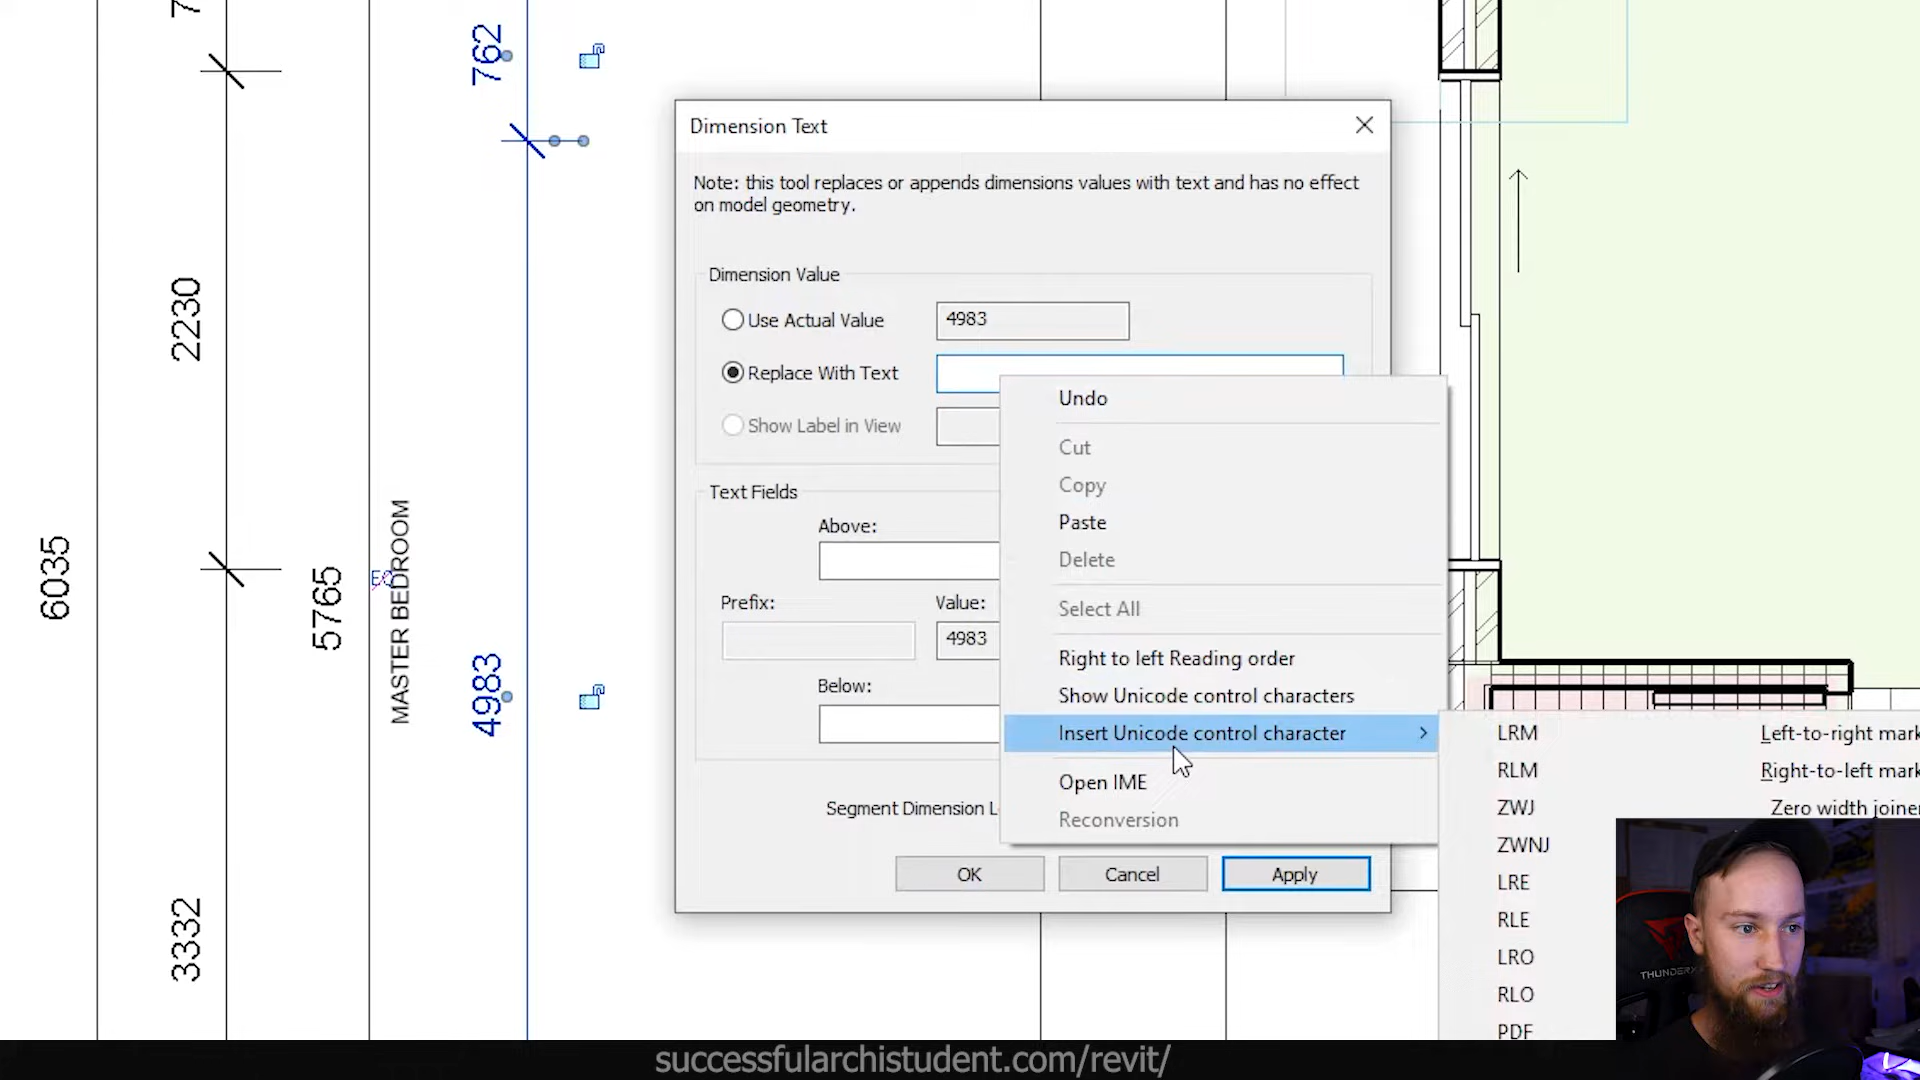 762
2230
6035
5765
MASTER BEDROOM
4983
3332
Dimension Text
Note: this tool replaces or appends dimensions values with text and has no effect
on model geometry.
Dimension Value
Use Actual Value
4983
Replace With Text
Show Label in View
Text Fields
Above:
Prefix:
Value:
4983
Below:
Segment Dimension L
OK
Cancel
Apply
Undo
Cut
Copy
Paste
Delete
Select All
Right to left Reading order
Show Unicode control characters
Insert Unicode control character
Open IME
Reconversion
LRM Left-to-right mark
RLM Right-to-left mark
ZWJ Zero width joiner
ZWNJ
LRE
RLE
LRO
RLO
PDF
THUNDERX
successfularchistudent.com/revit/